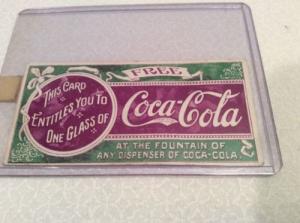 FREE
THIS CARD
ENTITLES YOU TO
ONE GLASS OF
Coca-Cola
AT THE FOUNTAIN OF
ANY DISPENSER OF COCA-COLA.